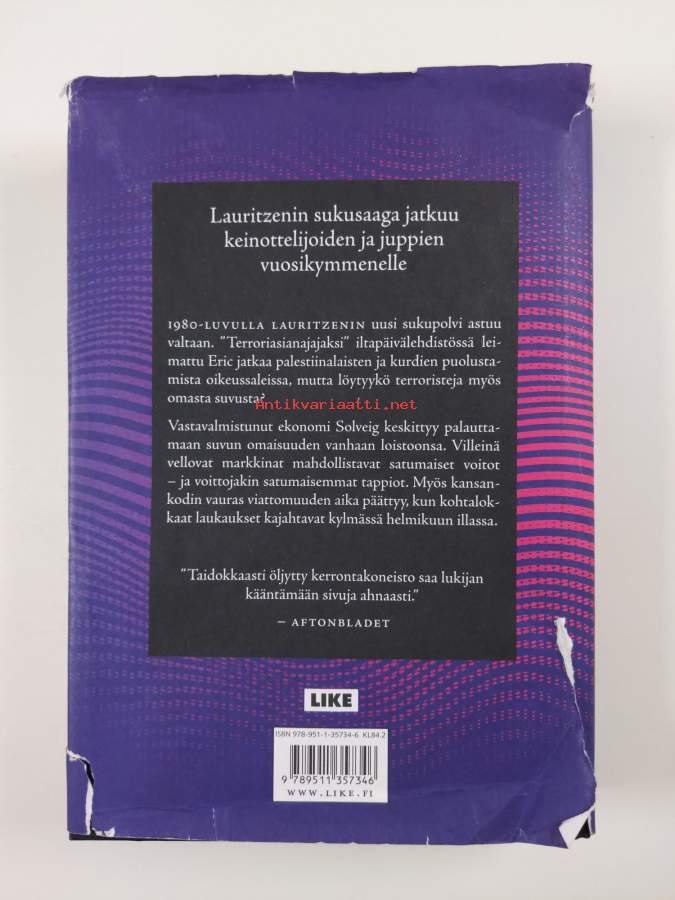 Lauritzenin sukusaaga jatkuu
keinottelijoiden ja juppien
vuosikymmenelle
1980-LUVULLA LAURITZENIN uusi sukupolvi astuu
valtaan. "Terroriasianajajaksi" iltapäivälehdistössä lei-
mattu Eric jatkaa palestiinalaisten ja kurdien puolusta-
mista oikeussaleissa, mutta löytyykö terroristeja myös
omasta suvusta?
Antikvariaatti.net
Vastavalmistunut ekonomi Solveig keskittyy palautta-
maan suvun omaisuuden vanhaan loistoonsa. Villeinä
vellovat markkinat mahdollistavat satumaiset voitot
– ja voittojakin satumaisemmat tappiot. Myös kansan-
kodin vauras viattomuuden aika päättyy, kun kohtalok-
kaat laukaukset kajahtavat kylmässä helmikuun illassa.
"Taidokkaasti öljytty kerrontakoneisto saa lukijan
kääntämään sivuja ahnaasti."
– AFTONBLADET
LIKE
ISBN 978-951-1-35734-6 KL84.2
9 789511 357346
WWW.LIKE.FI